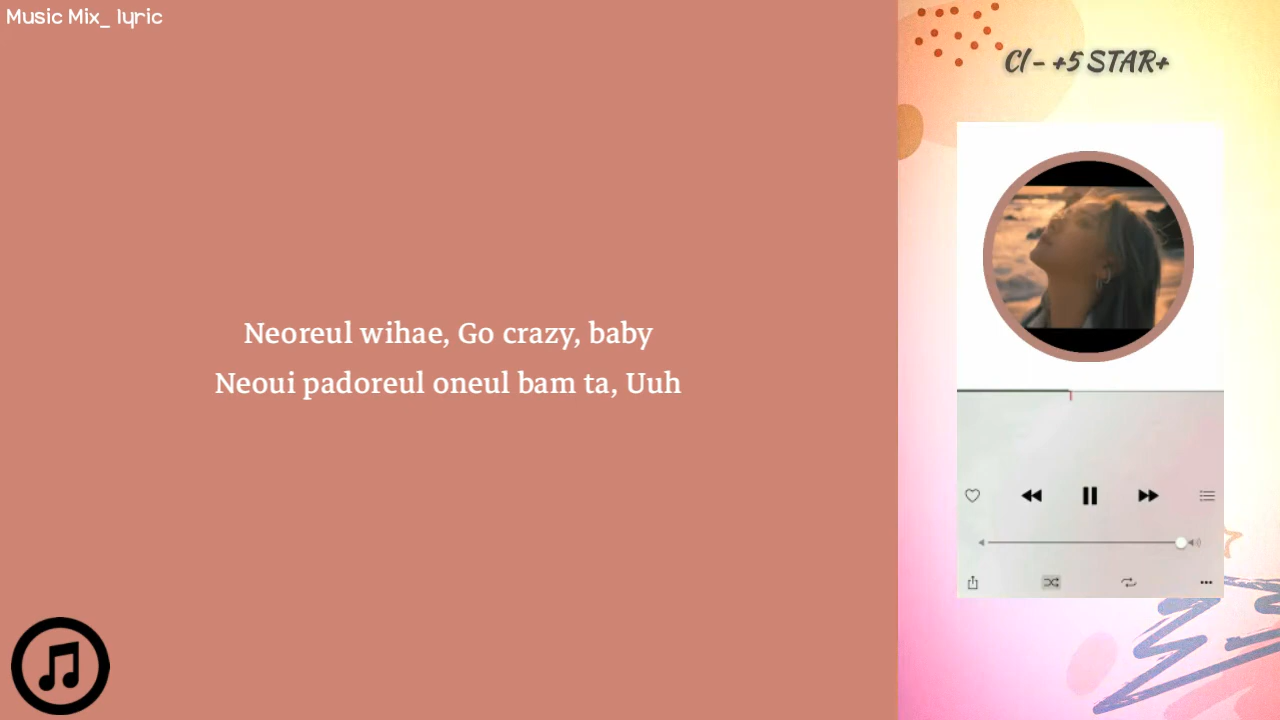 Music Mix_ lyric
Cl - +5 STAR+
Neoreul wihae, Go crazy, baby
Neoui padoreul oneul bam ta, Uuh